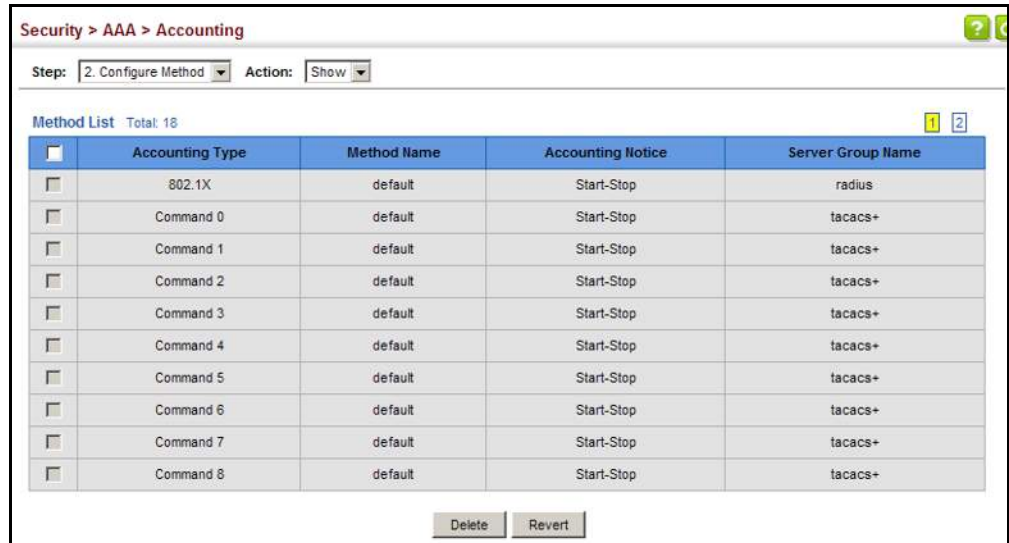 Security > AAA > Accounting ?
Step: 2. Configure Method Action: Show
Method List Total: 18 1 2
Accounting Type Method Name Accounting Notice Server Group Name
802.1X default Start-Stop radius
Command 0 default Start-Stop tacacs+
Command 1 default Start-Stop tacacs+
Command 2 default Start-Stop tacacs+
Command 3 default Start-Stop tacacs+
Command 4 default Start-Stop tacacs+
Command 5 default Start-Stop tacacs+
Command 6 default Start-Stop tacacs+
Command 7 default Start-Stop tacacs+
Command 8 default Start-Stop tacacs+
Delete Revert